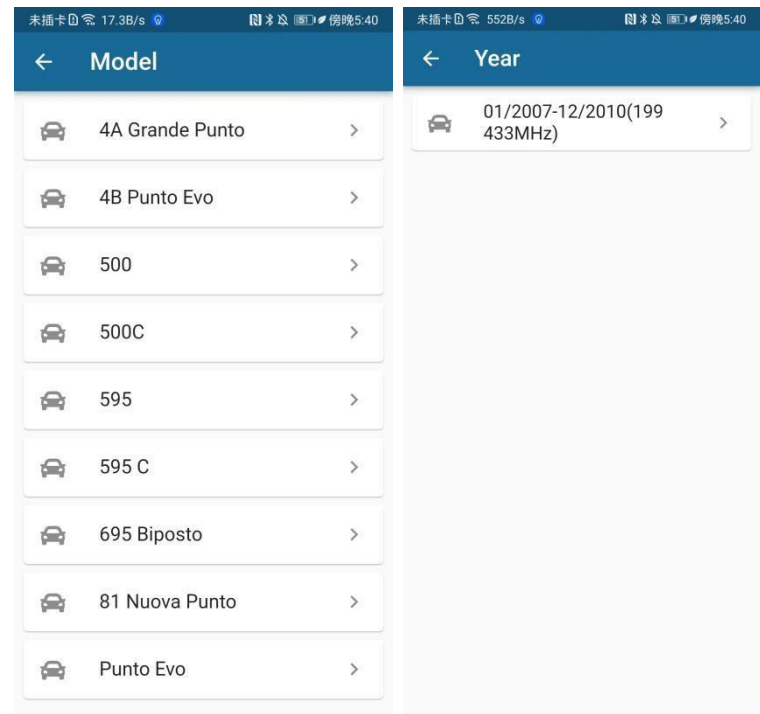 未插卡 17.3B/s 傍晚5:40
Model
4A Grande Punto
4B Punto Evo
500
500C
595
595 C
695 Biposto
81 Nuova Punto
Punto Evo
未插卡 552B/s 傍晚5:40
Year
01/2007-12/2010(199
433MHz)